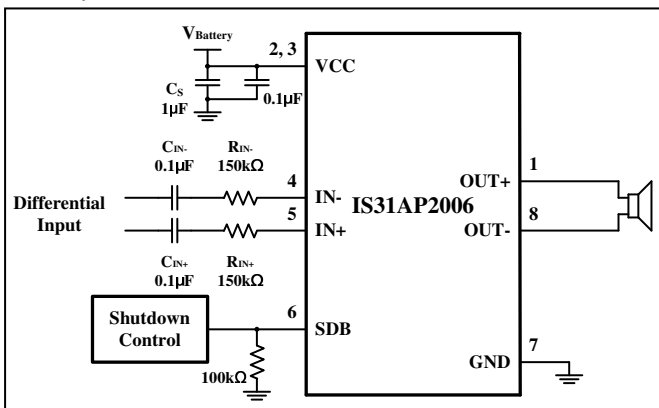 VBattery
2, 3
VCC
CS
1µF
0.1µF
CIN-
0.1µF
RIN-
150kΩ
4
IN-
Differential
Input
5
IN+
CIN+
0.1µF
RIN+
150kΩ
IS31AP2006
1
OUT+
8
OUT-
Shutdown
Control
6
SDB
100kΩ
7
GND